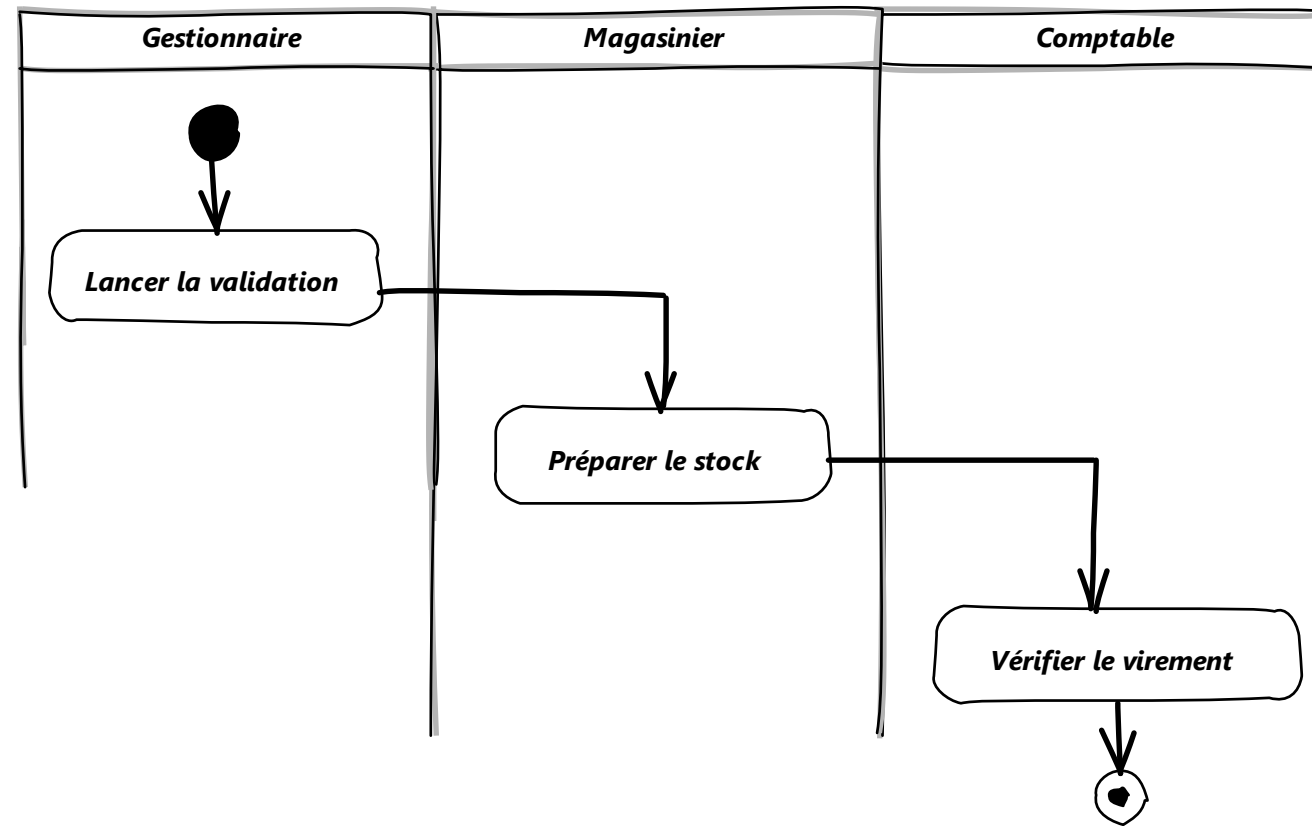 Gestionnaire
Magasinier
Comptable
Lancer la validation
Préparer le stock
Vérifier le virement